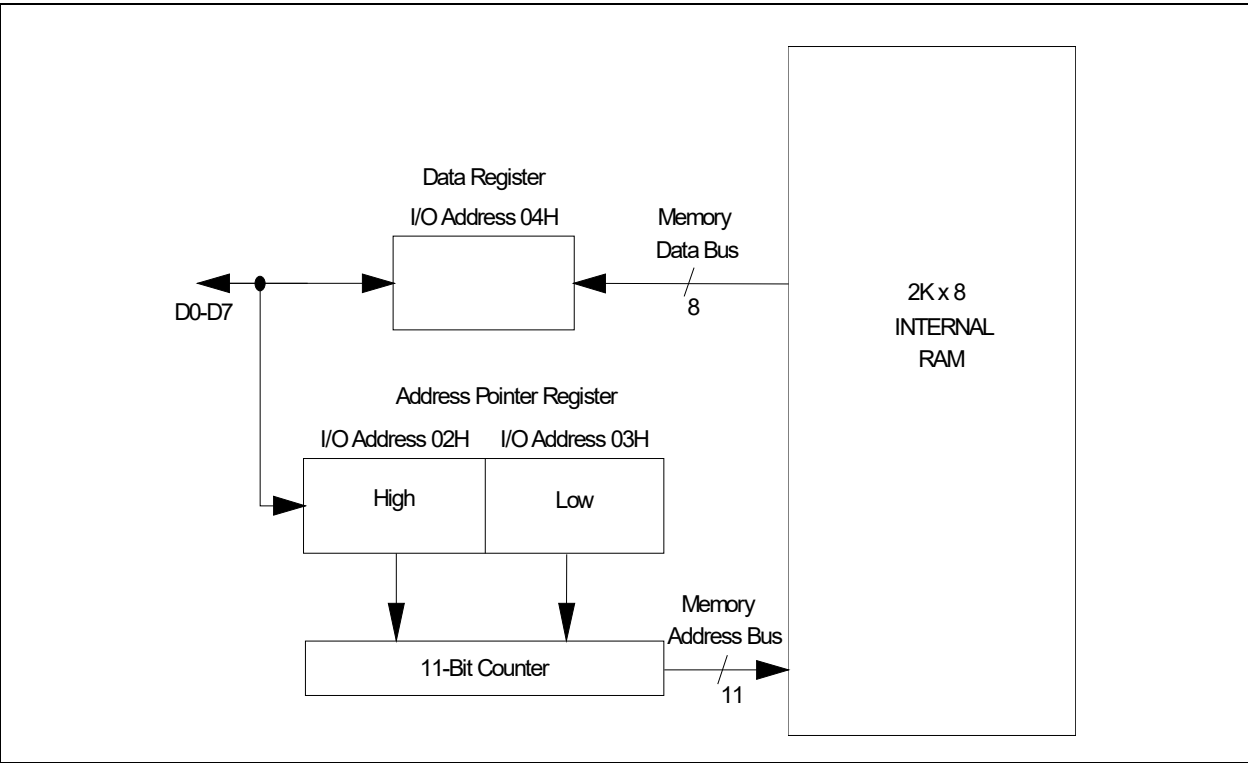 Data Register
I/O Address 04H
Memory
Data Bus
8
D0-D7
2K x 8
INTERNAL
RAM
Address Pointer Register
I/O Address 02H
I/O Address 03H
High
Low
Memory
Address Bus
11-Bit Counter
11